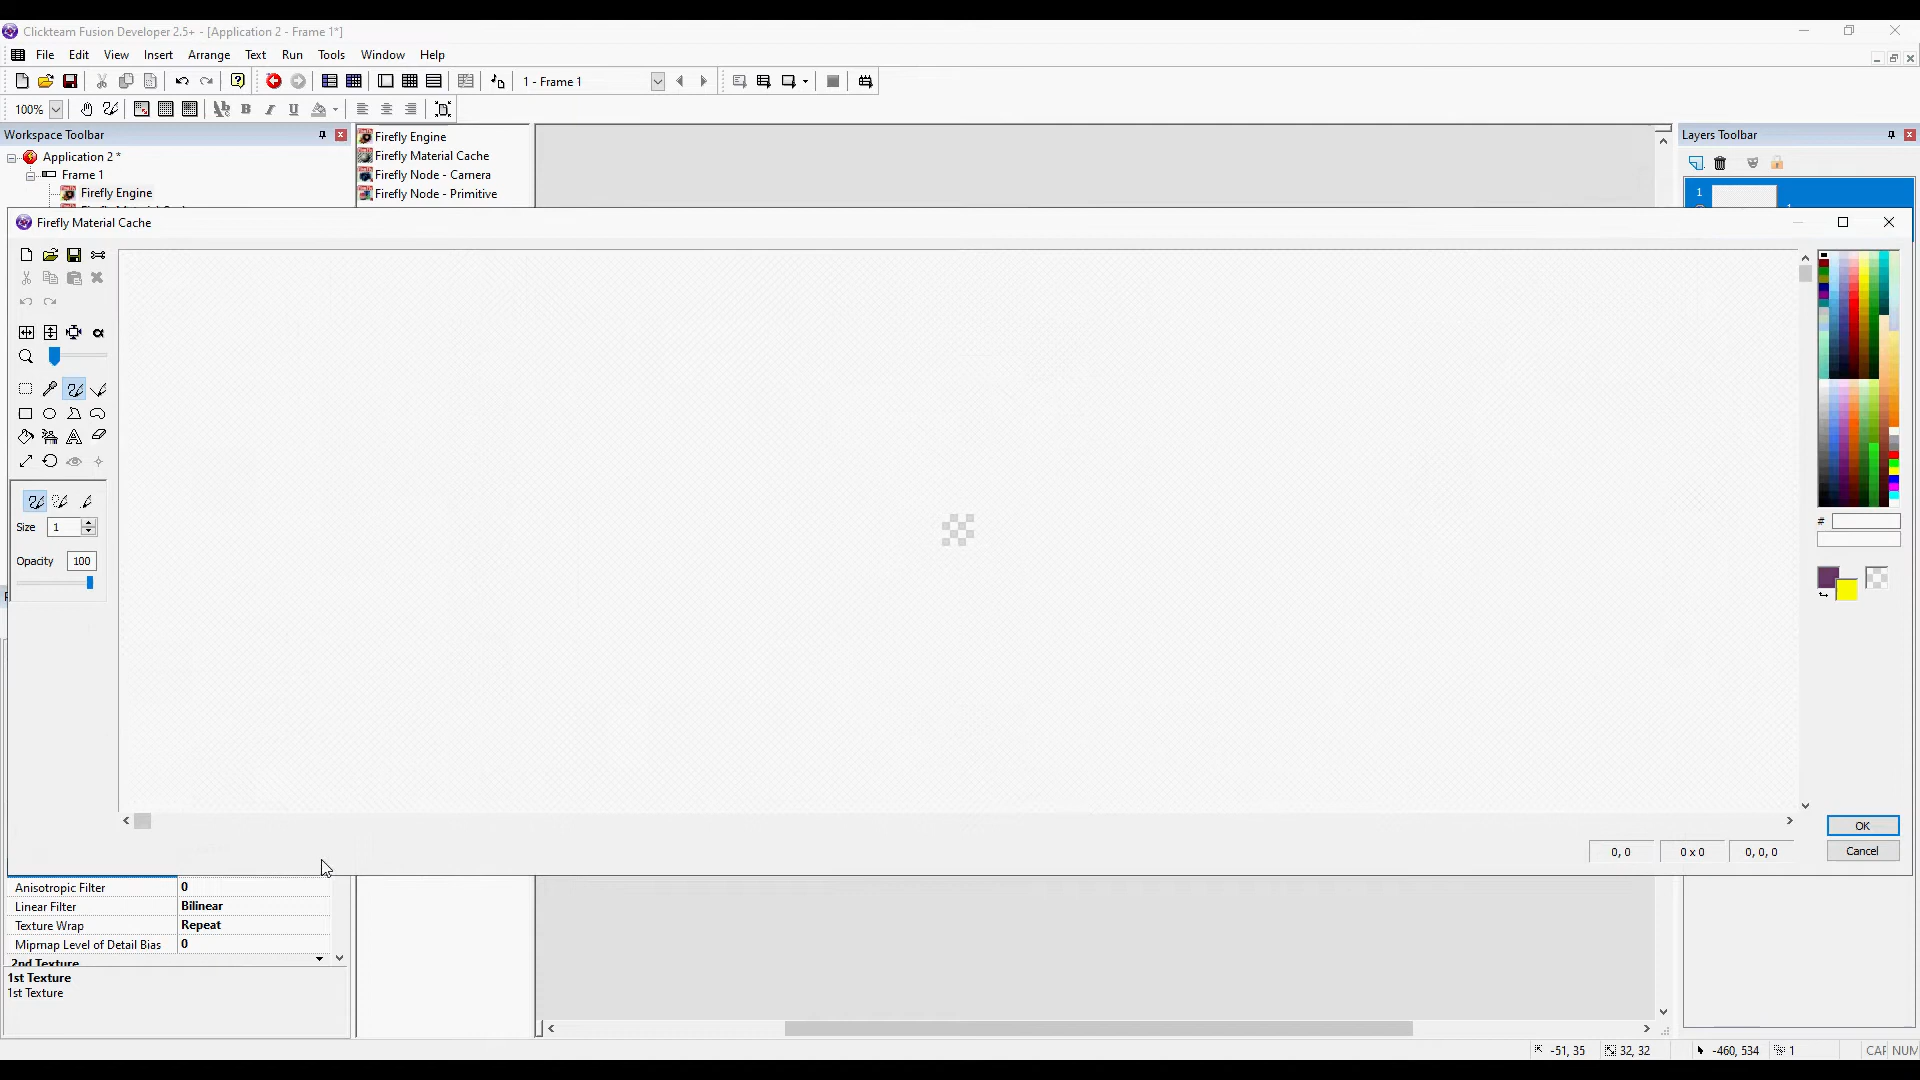 Clickteam Fusion Developer 2.5+ - [Application 2 - Frame 1*]
File Edit View Insert Arrange Text Run Tools Window Help
1 - Frame 1
100%
Workspace Toolbar
Application 2 *
Frame 1
Firefly Engine
Firefly Engine
Firefly Material Cache
Firefly Node - Camera
Firefly Node - Primitive
Layers Toolbar
1
Firefly Material Cache
Size 1
Opacity 100
#
OK
Cancel
0, 0
0 x 0
0, 0, 0
Anisotropic Filter 0
Linear Filter Bilinear
Texture Wrap Repeat
Mipmap Level of Detail Bias 0
2nd Texture
1st Texture
1st Texture
-51, 35
32, 32
-460, 534
1
CAP NUM